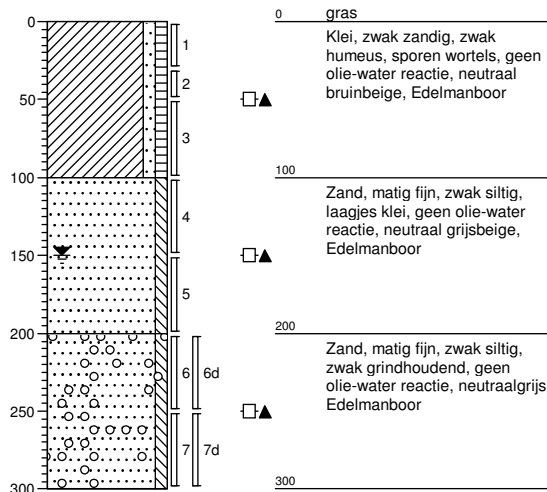 0
50
100
150
200
250
300
1
2
3
4
5
6
6d
7
7d
0 gras
Klei, zwak zandig, zwak
humeus, sporen wortels, geen
olie-water reactie, neutraal
bruinbeige, Edelmanboor
100
Zand, matig fijn, zwak siltig,
laagjes klei, geen olie-water
reactie, neutraal grijsbeige,
Edelmanboor
200
Zand, matig fijn, zwak siltig,
zwak grindhoudend, geen
olie-water reactie, neutraalgrijs
Edelmanboor
300